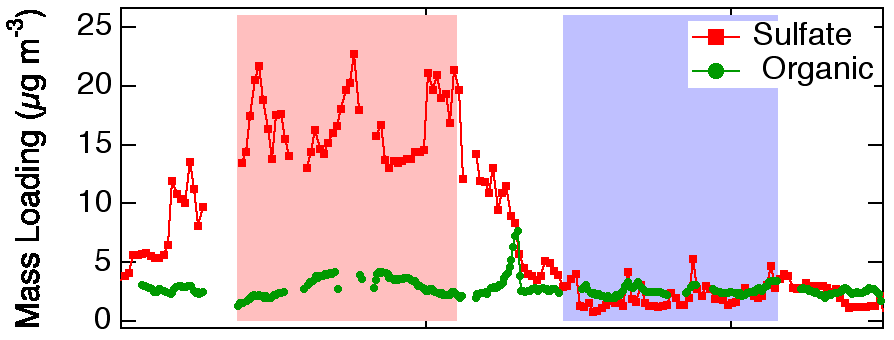 Mass Loading (µg m⁻³)
25
20
15
10
5
0
Sulfate
Organic